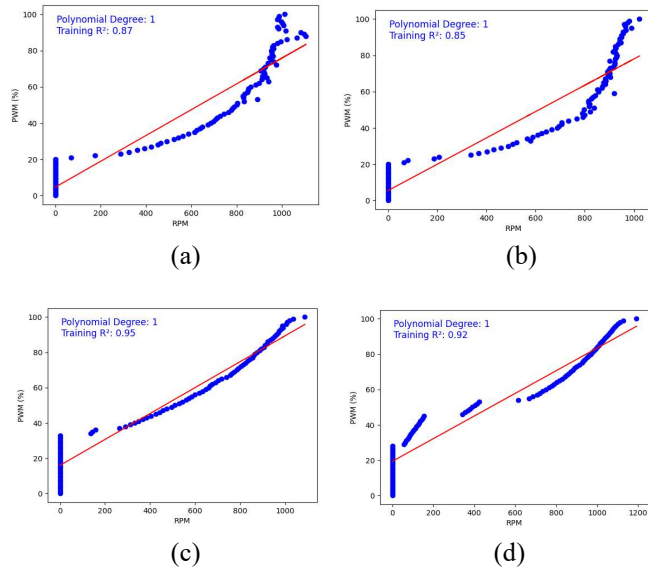 Polynomial Degree: 1
Training R²: 0.87
PWM (%)
100
80
60
40
20
0
0 200 400 600 800 1000
RPM
(a)
Polynomial Degree: 1
Training R²: 0.85
PWM (%)
100
80
60
40
20
0
0 200 400 600 800 1000
RPM
(b)
Polynomial Degree: 1
Training R²: 0.95
PWM (%)
100
80
60
40
20
0
0 200 400 600 800 1000
RPM
(c)
Polynomial Degree: 1
Training R²: 0.92
PWM (%)
100
80
60
40
20
0
0 200 400 600 800 1000 1200
RPM
(d)